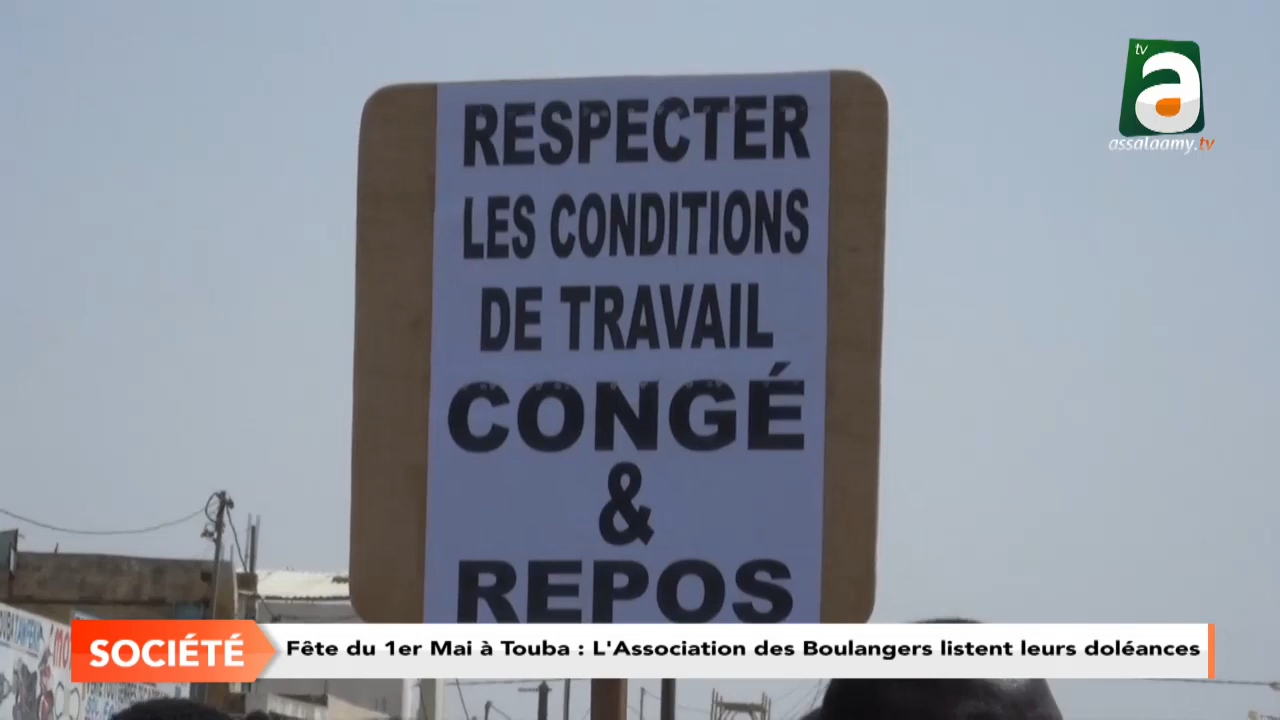 tv
a
assalaamy.tv
RESPECTER
LES CONDITIONS
DE TRAVAIL
CONGÉ
&
REPOS
SOCIÉTÉ
Fête du 1er Mai à Touba : L'Association des Boulangers listent leurs doléances